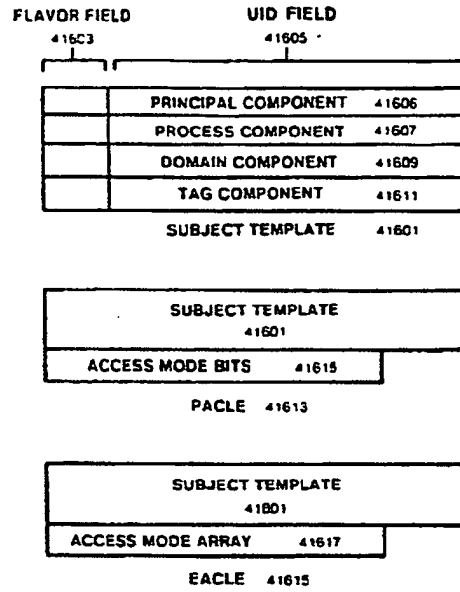 FLAVOR FIELD
41603
UID FIELD
41605
PRINCIPAL COMPONENT 41606
PROCESS COMPONENT 41607
DOMAIN COMPONENT 41609
TAG COMPONENT 41611
SUBJECT TEMPLATE 41601
SUBJECT TEMPLATE
41601
ACCESS MODE BITS 41615
PACLE 41613
SUBJECT TEMPLATE
41601
ACCESS MODE ARRAY 41617
EACLE 41615